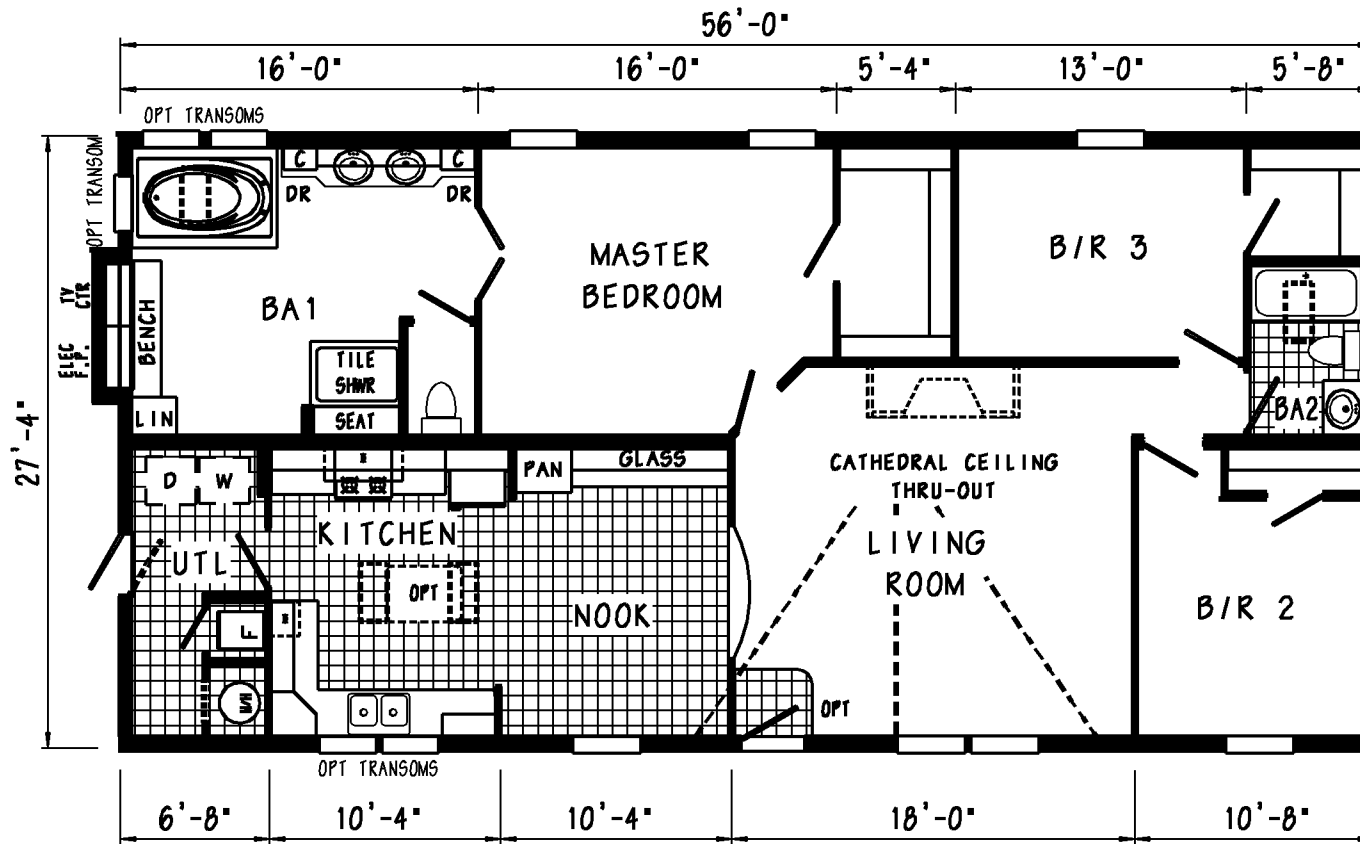 56'-0"
16'-0" 16'-0" 5'-4" 13'-0" 5'-8"
OPT TRANSOMS
OPT TRANSOM
C C
DR DR
MASTER
BEDROOM
B/R 3
BA1
TV
CTR
ELEC
F.P.
BENCH
TILE
SHWR
SEAT
LIN
BA2
27'-4"
D W
PAN
GLASS
CATHEDRAL CEILING
THRU-OUT
KITCHEN
LIVING
ROOM
UTL
OPT
NOOK
B/R 2
F
W/H
OPT
OPT TRANSOMS
6'-8" 10'-4" 10'-4" 18'-0" 10'-8"